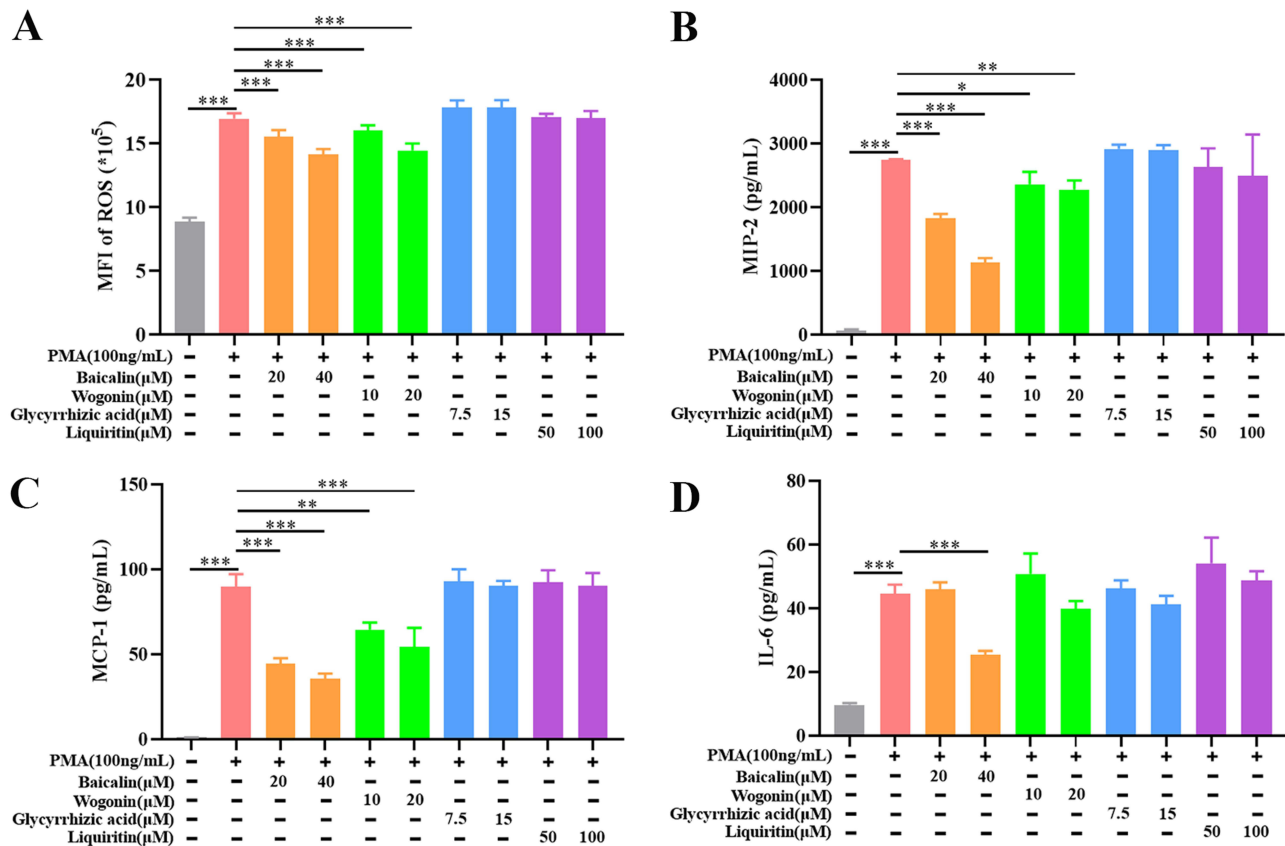 A
***
***
***
***
***
MFI of ROS (*10⁵)
20
15
10
5
0
PMA(100ng/mL) − + + + + + + + + +
Baicalin(μM) − − 20 40 − − − − − −
Wogonin(μM) − − − − 10 20 − − − −
Glycyrrhizic acid(μM) − − − − − − 7.5 15 − −
Liquiritin(μM) − − − − − − − − 50 100
B
**
*
***
***
***
MIP-2 (pg/mL)
4000
3000
2000
1000
0
PMA(100ng/mL) − + + + + + + + + +
Baicalin(μM) − − 20 40 − − − − − −
Wogonin(μM) − − − − 10 20 − − − −
Glycyrrhizic acid(μM) − − − − − − 7.5 15 − −
Liquiritin(μM) − − − − − − − − 50 100
C
***
**
***
***
***
MCP-1 (pg/mL)
150
100
50
0
PMA(100ng/mL) − + + + + + + + + +
Baicalin(μM) − − 20 40 − − − − − −
Wogonin(μM) − − − − 10 20 − − − −
Glycyrrhizic acid(μM) − − − − − − 7.5 15 − −
Liquiritin(μM) − − − − − − − − 50 100
D
***
***
IL-6 (pg/mL)
80
60
40
20
0
PMA(100ng/mL) − + + + + + + + + +
Baicalin(μM) − − 20 40 − − − − − −
Wogonin(μM) − − − − 10 20 − − − −
Glycyrrhizic acid(μM) − − − − − − 7.5 15 − −
Liquiritin(μM) − − − − − − − − 50 100